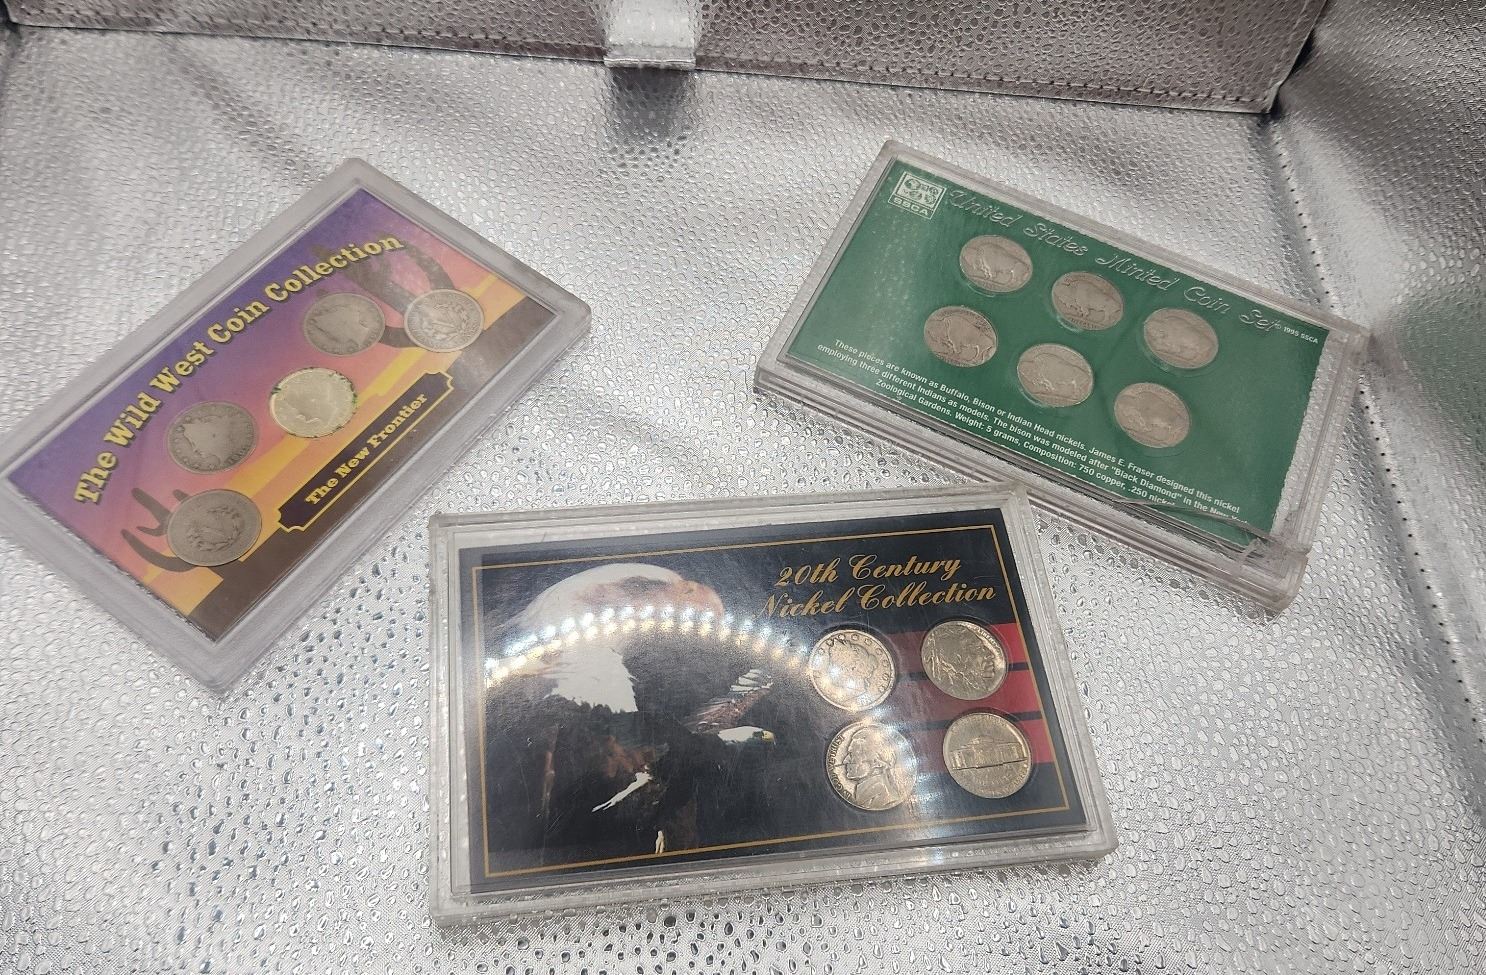 The Wild West Coin Collection
The New Frontier
SSCA
United States Minted Coin Set
1995 SSCA
These pieces are known as Buffalo, Bison or Indian Head nickels. James E. Fraser designed this nickel
employing three different Indians as models. The bison was modeled after "Black Diamond" in the New
Zoological Gardens. Weight: 5 grams, Composition: 750 copper, .250 nickel
20th Century
Nickel Collection